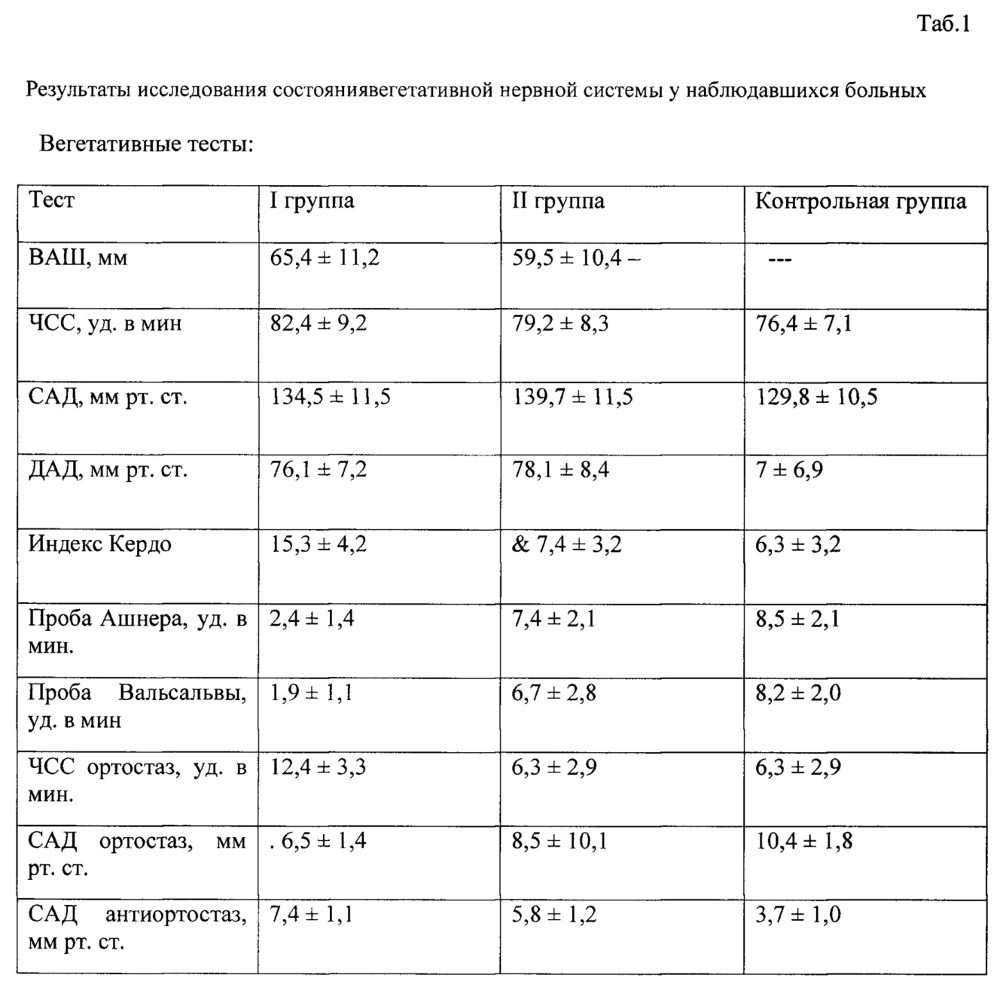 Таб.1
Результаты исследования состояниявегетативной нервной системы у наблюдавшихся больных
Вегетативные тесты:
Тест I группа II группа Контрольная группа
ВАШ, мм 65,4 ± 11,2 59,5 ± 10,4 – ---
ЧСС, уд. в мин 82,4 ± 9,2 79,2 ± 8,3 76,4 ± 7,1
САД, мм рт. ст. 134,5 ± 11,5 139,7 ± 11,5 129,8 ± 10,5
ДАД, мм рт. ст. 76,1 ± 7,2 78,1 ± 8,4 7 ± 6,9
Индекс Кердо 15,3 ± 4,2 & 7,4 ± 3,2 6,3 ± 3,2
Проба Ашнера, уд. в 2,4 ± 1,4 7,4 ± 2,1 8,5 ± 2,1
мин.
Проба Вальсальвы, 1,9 ± 1,1 6,7 ± 2,8 8,2 ± 2,0
уд. в мин
ЧСС ортостаз, уд. в 12,4 ± 3,3 6,3 ± 2,9 6,3 ± 2,9
мин.
САД ортостаз, мм . 6,5 ± 1,4 8,5 ± 10,1 10,4 ± 1,8
рт. ст.
САД антиортостаз, 7,4 ± 1,1 5,8 ± 1,2 3,7 ± 1,0
мм рт. ст.